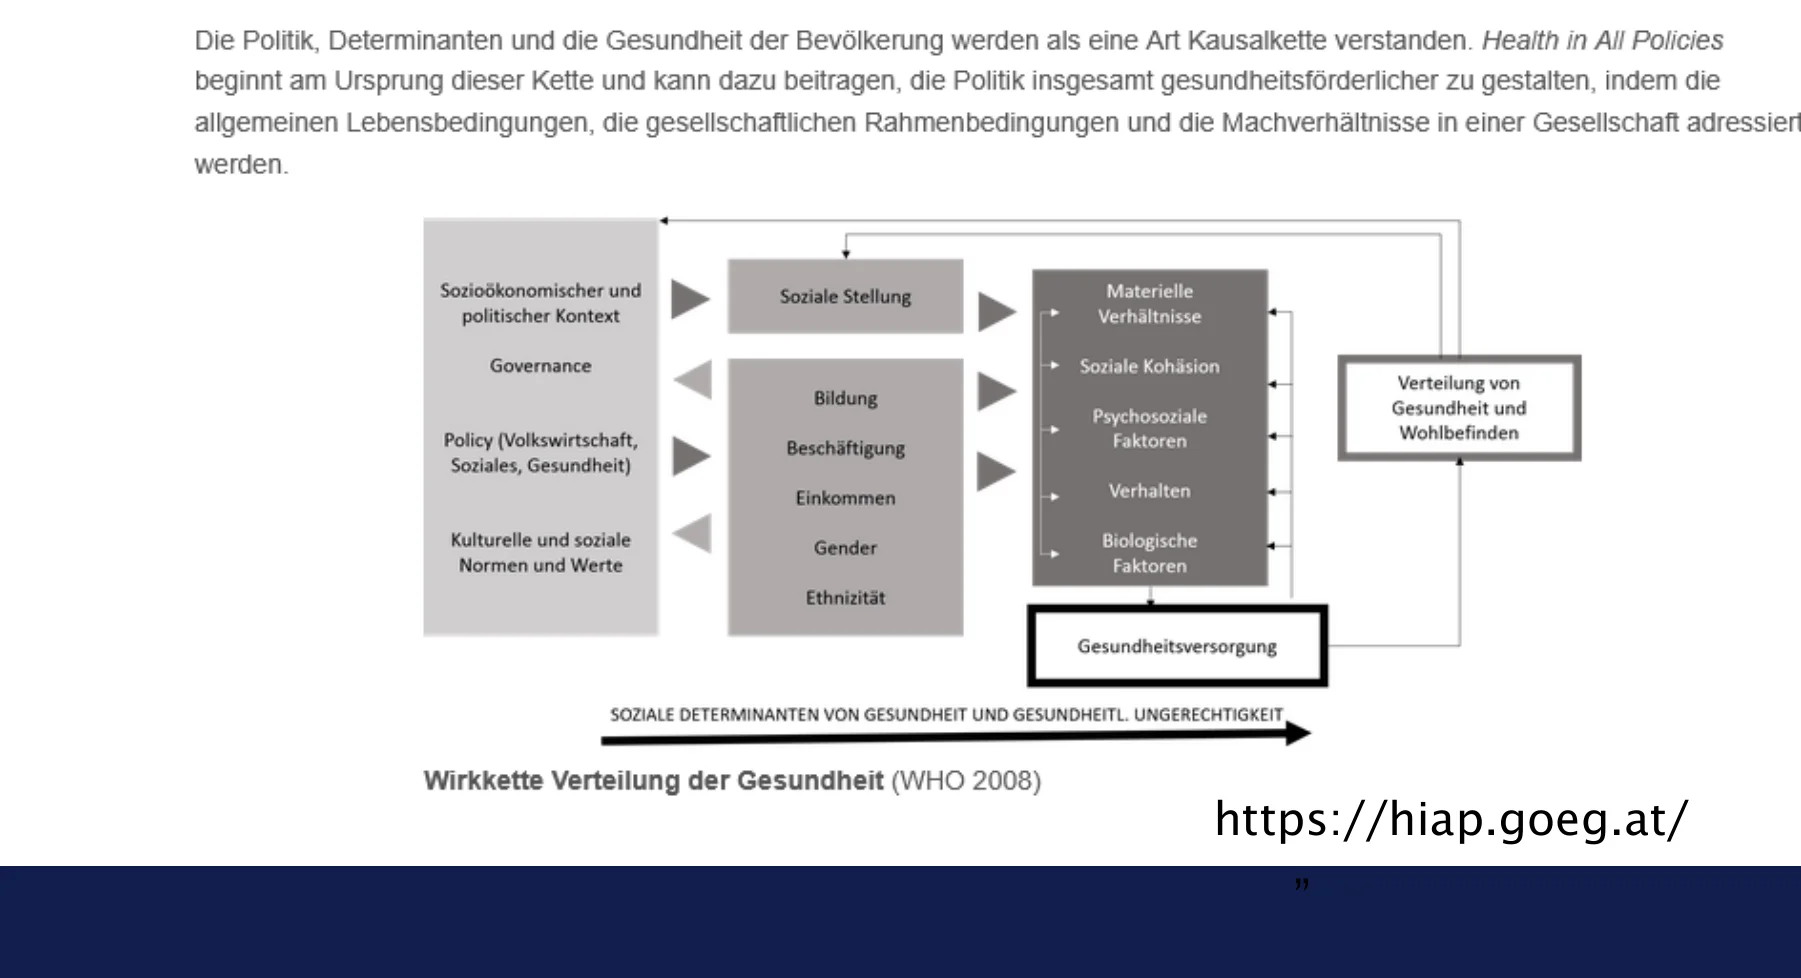 Die Politik, Determinanten und die Gesundheit der Bevölkerung werden als eine Art Kausalkette verstanden. Health in All Policies
beginnt am Ursprung dieser Kette und kann dazu beitragen, die Politik insgesamt gesundheitsförderlicher zu gestalten, indem die
allgemeinen Lebensbedingungen, die gesellschaftlichen Rahmenbedingungen und die Machverhältnisse in einer Gesellschaft adressiert
werden.
Sozioökonomischer und
politischer Kontext
Governance
Policy (Volkswirtschaft,
Soziales, Gesundheit)
Kulturelle und soziale
Normen und Werte
Soziale Stellung
Bildung
Beschäftigung
Einkommen
Gender
Ethnizität
Materielle
Verhältnisse
Soziale Kohäsion
Psychosoziale
Faktoren
Verhalten
Biologische
Faktoren
Gesundheitsversorgung
Verteilung von
Gesundheit und
Wohlbefinden
SOZIALE DETERMINANTEN VON GESUNDHEIT UND GESUNDHEITL. UNGERECHTIGKEIT
Wirkkette Verteilung der Gesundheit (WHO 2008)
https://hiap.goeg.at/
”